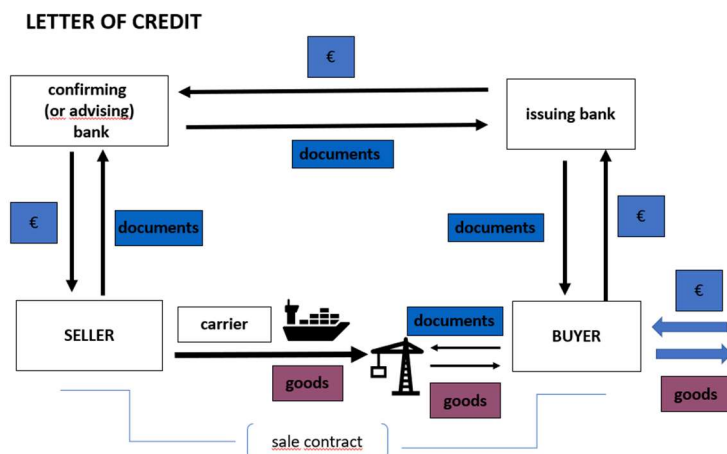 LETTER OF CREDIT
€
confirming
(or advising)
bank
issuing bank
documents
€
documents
documents
€
€
SELLER
carrier
documents
BUYER
goods
goods
goods
sale contract